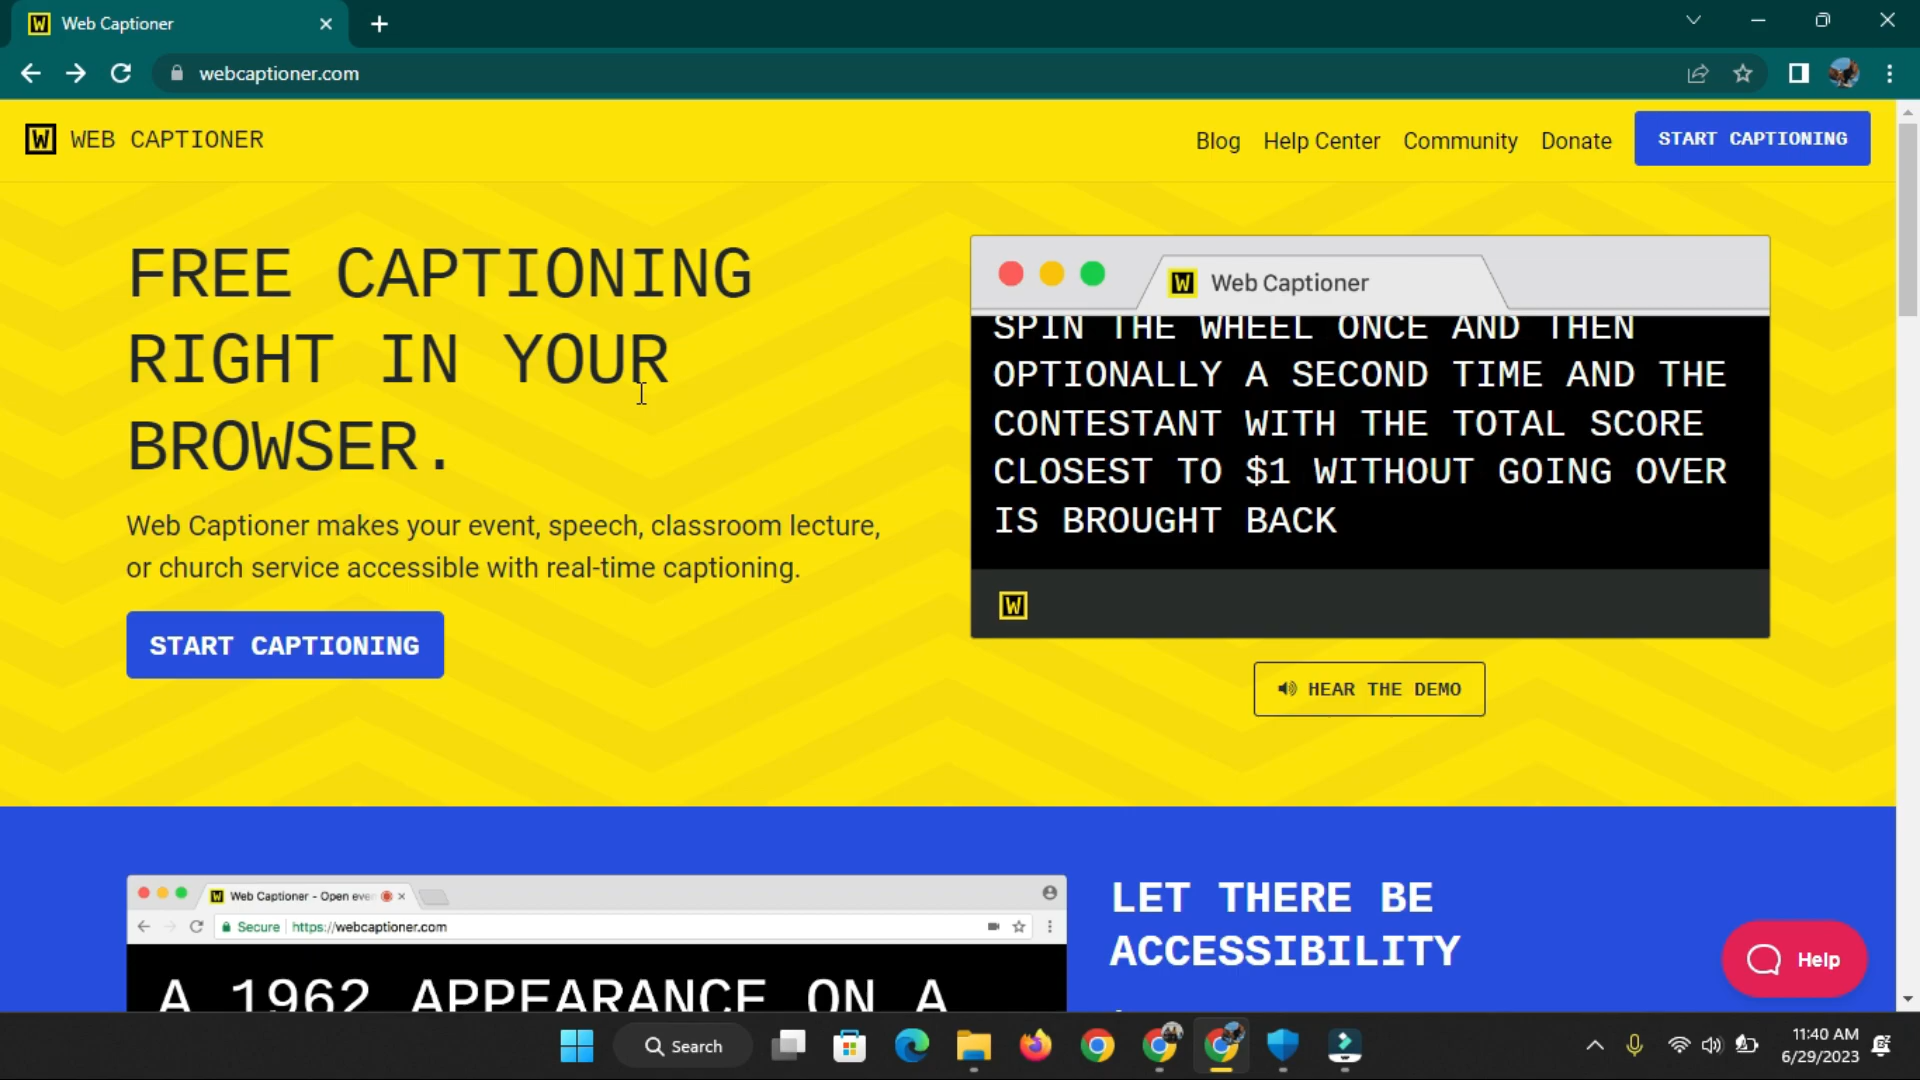 Web Captioner
webcaptioner.com
WEB CAPTIONER
Blog
Help Center
Community
Donate
START CAPTIONING
FREE CAPTIONING
RIGHT IN YOUR
BROWSER.
Web Captioner makes your event, speech, classroom lecture,
or church service accessible with real-time captioning.
START CAPTIONING
Web Captioner
SPIN THE WHEEL ONCE AND THEN
OPTIONALLY A SECOND TIME AND THE
CONTESTANT WITH THE TOTAL SCORE
CLOSEST TO $1 WITHOUT GOING OVER
IS BROUGHT BACK
HEAR THE DEMO
Web Captioner - Open eve
Secure
https://webcaptioner.com
A 1962 APPEARANCE ON A
LET THERE BE
ACCESSIBILITY
Help
Search
11:40 AM
6/29/2023